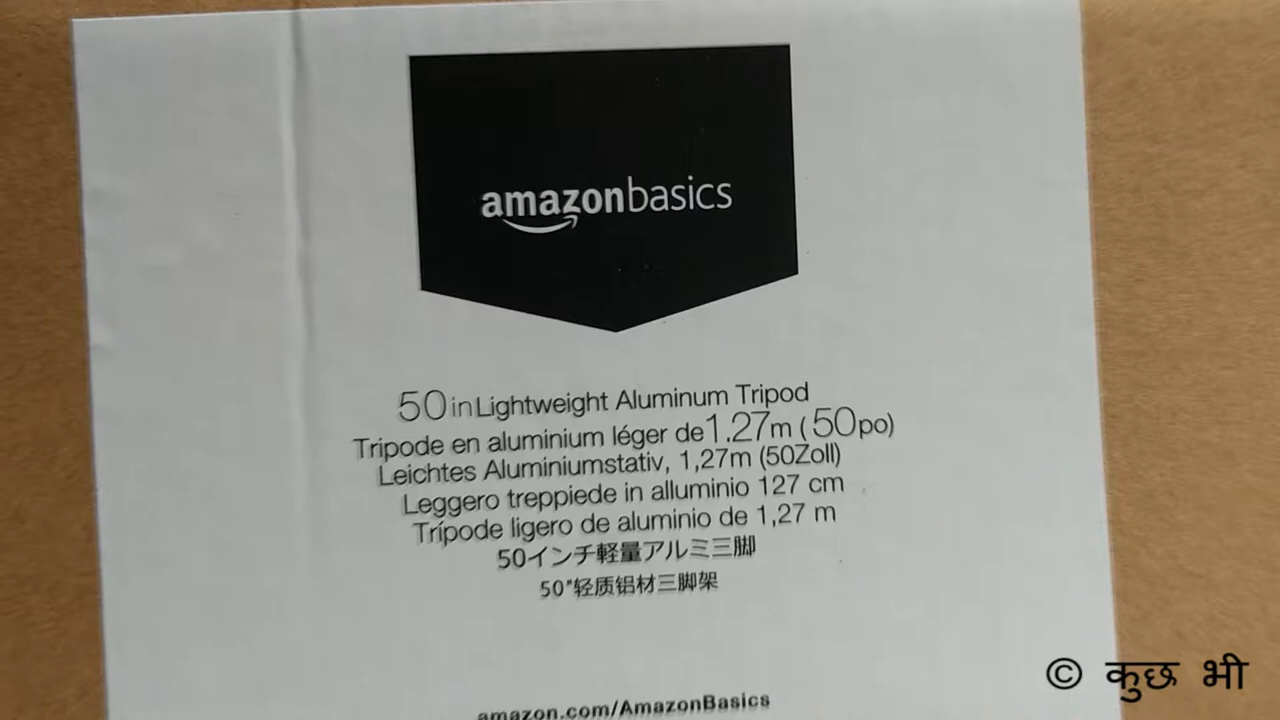 amazonbasics
50 in Lightweight Aluminum Tripod
Tripode en aluminium léger de 1.27m (50po)
Leichtes Aluminiumstativ, 1,27m (50Zoll)
Leggero treppiede in alluminio 127 cm
Trípode ligero de aluminio de 1,27 m
50インチ軽量アルミ三脚
50"轻质铝材三脚架
amazon.com/AmazonBasics
© कुछ भी